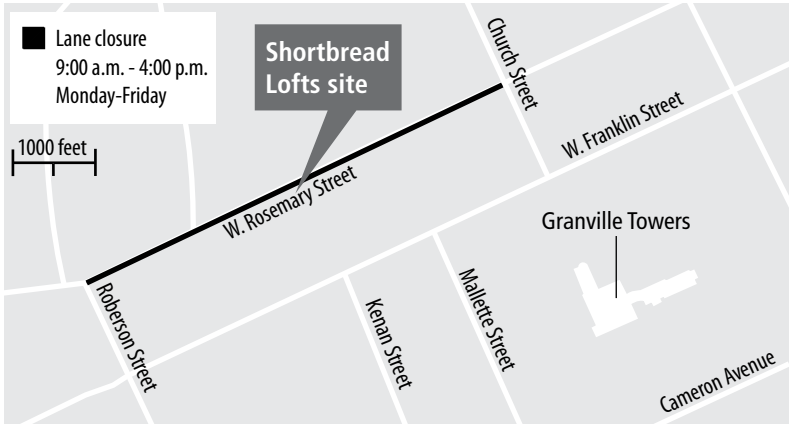 Lane closure
9:00 a.m. - 4:00 p.m.
Monday-Friday
1000 feet
Shortbread
Lofts site
Church Street
W. Franklin Street
W. Rosemary Street
Granville Towers
Roberson Street
Kenan Street
Mallette Street
Cameron Avenue